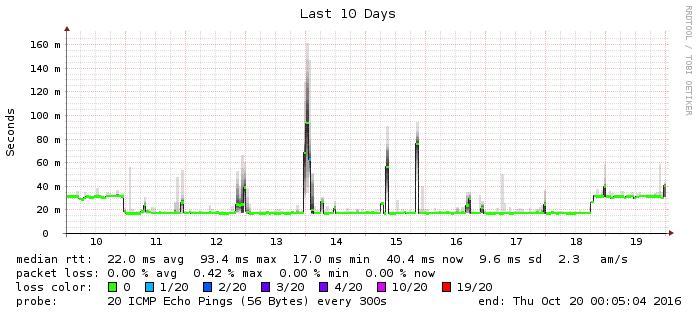 Last 10 Days
RRDTOOL / TOBI OETIKER
Seconds
160 m
140 m
120 m
100 m
80 m
60 m
40 m
20 m
0
10 11 12 13 14 15 16 17 18 19
median rtt: 22.0 ms avg 93.4 ms max 17.0 ms min 40.4 ms now 9.6 ms sd 2.3 am/s
packet loss: 0.00 % avg 0.42 % max 0.00 % min 0.00 % now
loss color: 0 1/20 2/20 3/20 4/20 10/20 19/20
probe: 20 ICMP Echo Pings (56 Bytes) every 300s end: Thu Oct 20 00:05:04 2016